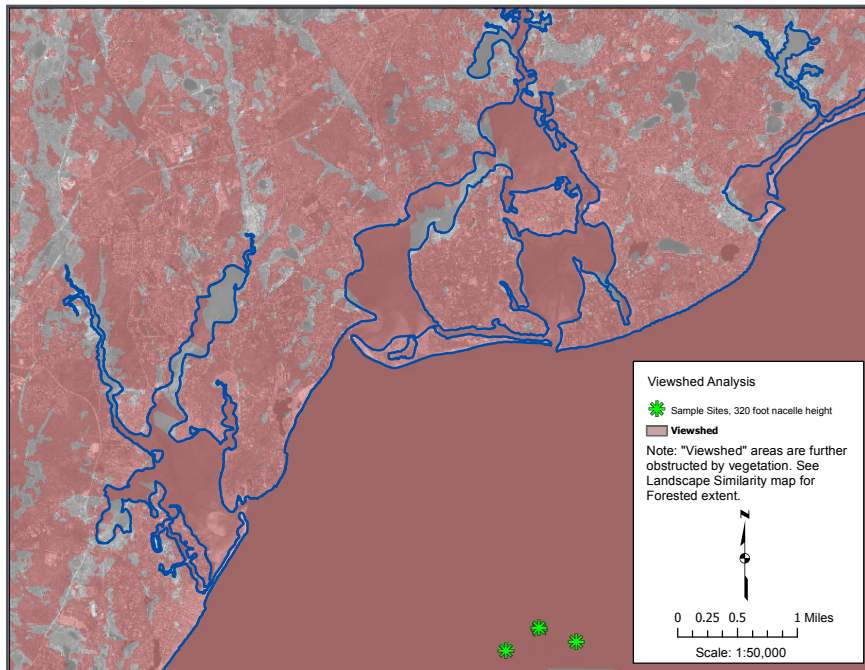 Viewshed Analysis
Sample Sites, 320 foot nacelle height
Viewshed
Note: "Viewshed" areas are further
obstructed by vegetation. See
Landscape Similarity map for
Forested extent.
N
0 0.25 0.5 1 Miles
Scale: 1:50,000